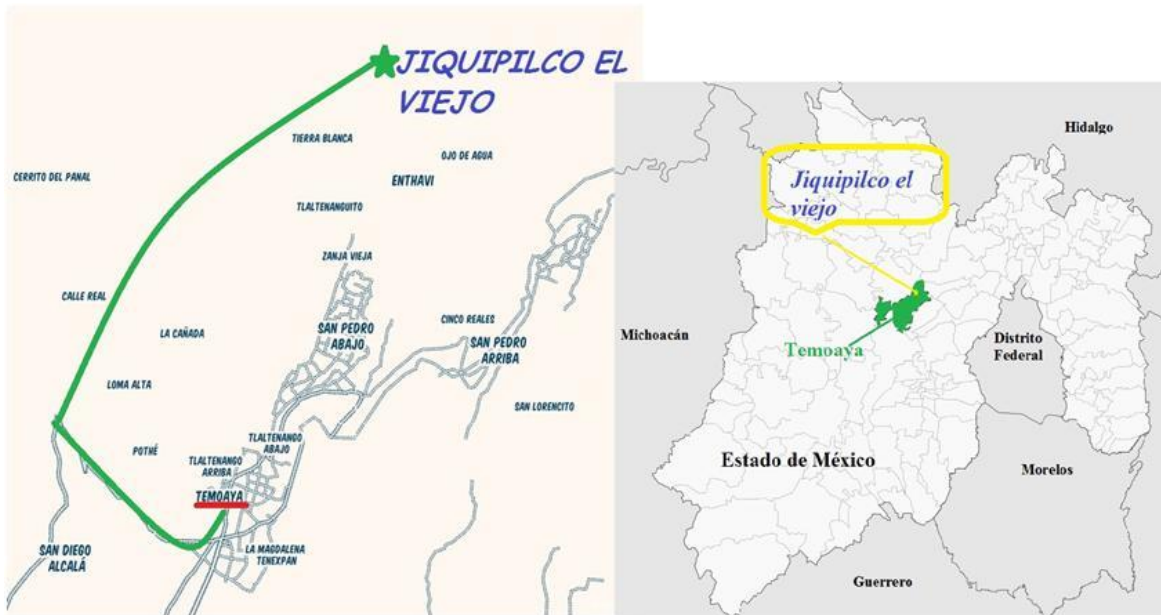 JIQUIPILCO EL
VIEJO
TIERRA BLANCA
OJO DE AGUA
CERRITO DEL PANAL
ENTHAVI
TLALTENANGUITO
ZANJA VIEJA
CALLE REAL
CINCO REALES
LA CAÑADA
SAN PEDRO
ABAJO
SAN PEDRO
ARRIBA
LOMA ALTA
SAN LORENCITO
POTHÉ
TLALTENANGO
ABAJO
TLALTENANGO
ARRIBA
TEMOAYA
SAN DIEGO
ALCALÁ
LA MAGDALENA
TENEXPAN
Hidalgo
Jiquipilco el
viejo
Michoacán
Temoaya
Distrito
Federal
Estado de México
Morelos
Guerrero